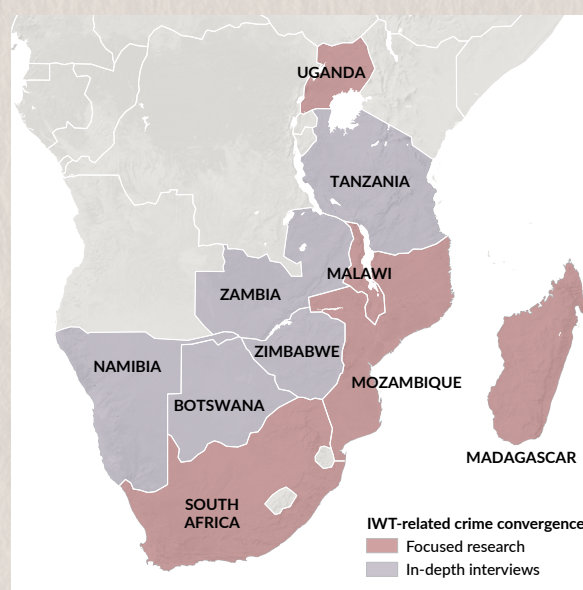 UGANDA
TANZANIA
MALAWI
ZAMBIA
ZIMBABWE
NAMIBIA
MOZAMBIQUE
BOTSWANA
MADAGASCAR
SOUTH
AFRICA
IWT-related crime convergence
Focused research
In-depth interviews